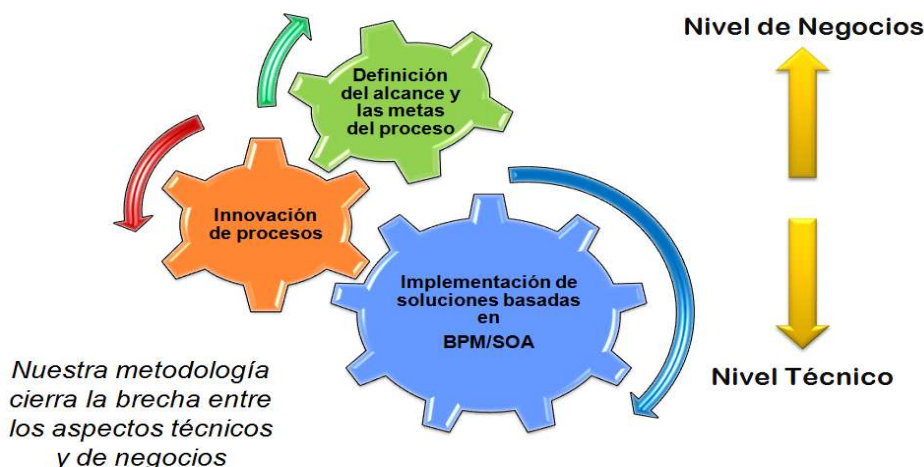 Nivel de Negocios
Definición
del alcance y
las metas
del proceso
Innovación
de procesos
Implementación de
soluciones basadas
en
BPM/SOA
Nivel Técnico
Nuestra metodología
cierra la brecha entre
los aspectos técnicos
y de negocios